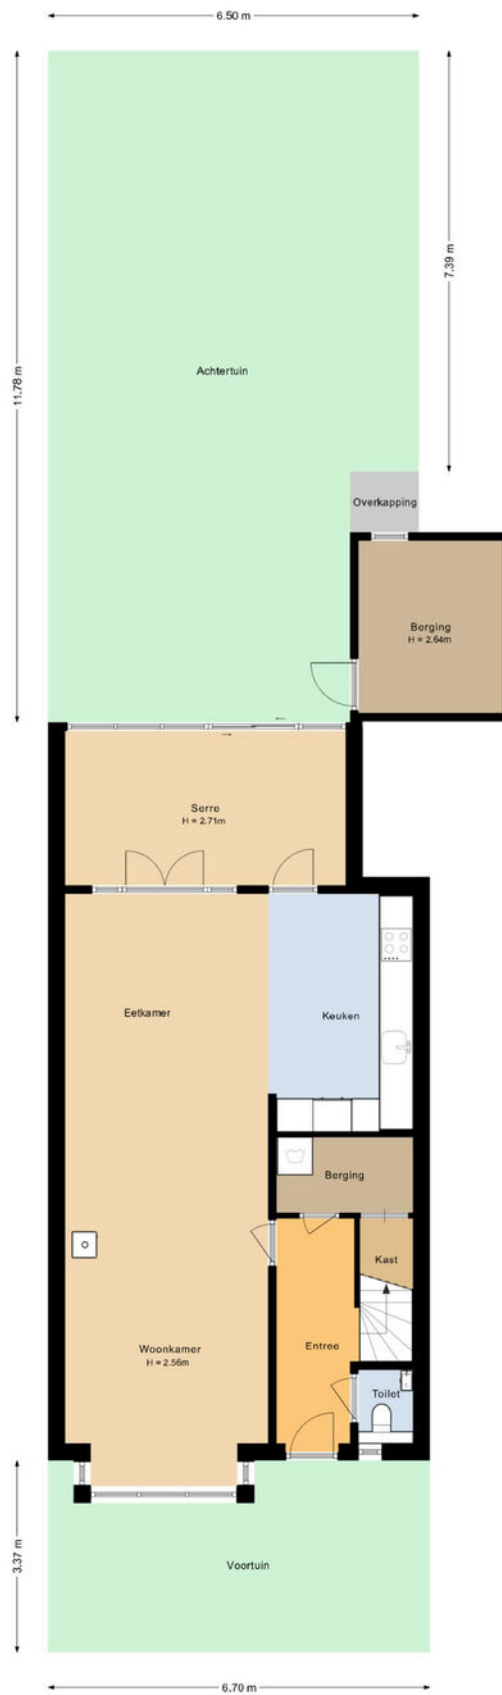 6.50 m
11.78 m
7.39 m
Achtertuin
Overkapping
Berging
H = 2.64m
Serre
H = 2.71m
Eetkamer
Keuken
Berging
Kast
Woonkamer
H = 2.56m
Entree
Toilet
3.37 m
Voortuin
6.70 m